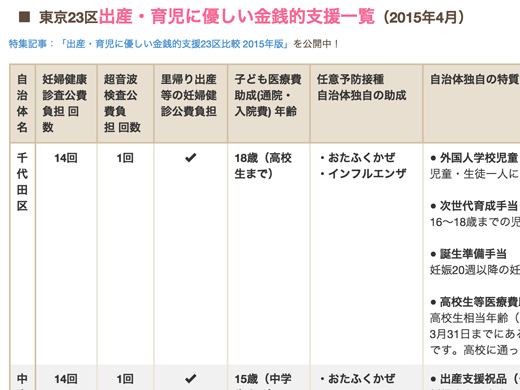 ■ 東京23区出産・育児に優しい金銭的支援一覧（2015年4月）
特集記事：「出産・育児に優しい金銭的支援23区比較 2015年版」を公開中！
自治体名
妊婦健康診査公費負担 回数
超音波検査公費負担 回数
里帰り出産等の妊婦健診公費負担
子ども医療費助成(通院・入院費) 年齢
任意予防接種
自治体独自の助成
自治体独自の特質
千代田区
14回
1回
✔
18歳（高校生まで）
・おたふくかぜ
・インフルエンザ
● 外国人学校児童
児童・生徒一人に
● 次世代育成手当
16〜18歳までの児
● 誕生準備手当
妊娠20週以降の妊
● 高校生等医療費
高校生相当年齢（
3月31日までにあ
です。高校に通っ
中
14回
1回
✔
15歳（中学
・おたふくかぜ
● 出産支援祝品（